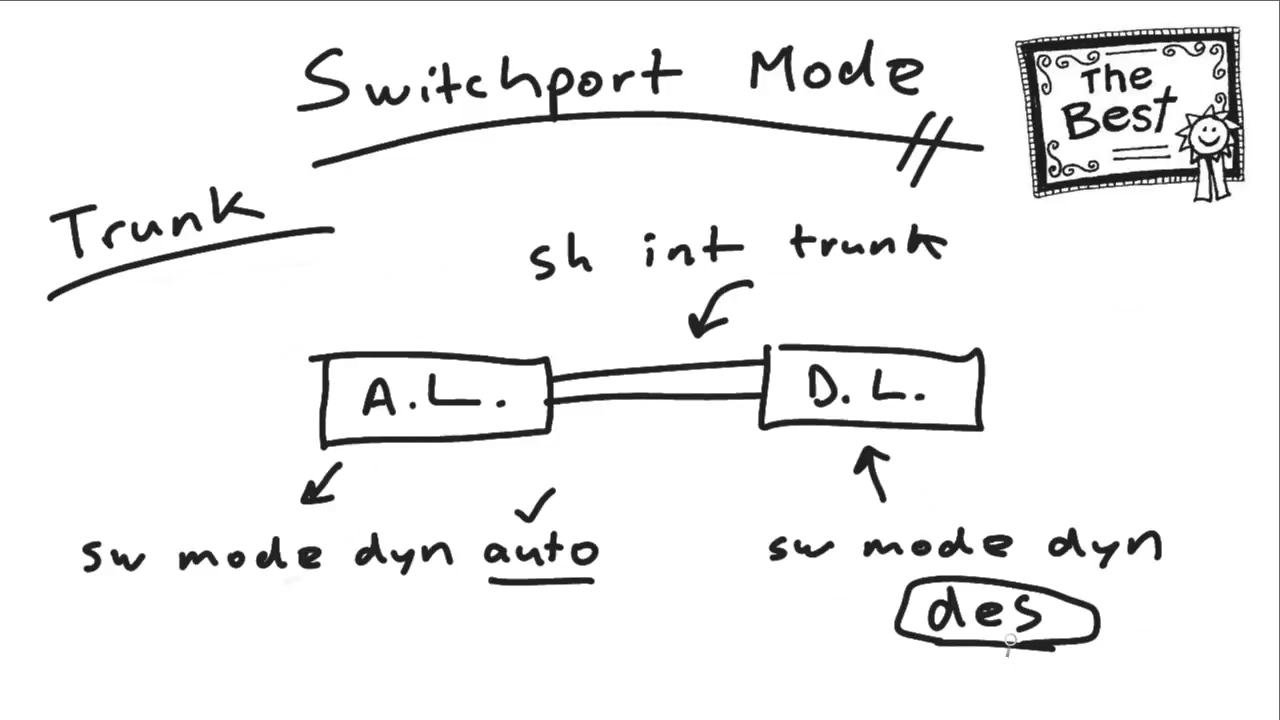 Switchport Mode
The
Best
Trunk
sh int trunk
A.L.
D.L.
sw mode dyn auto
sw mode dyn
des